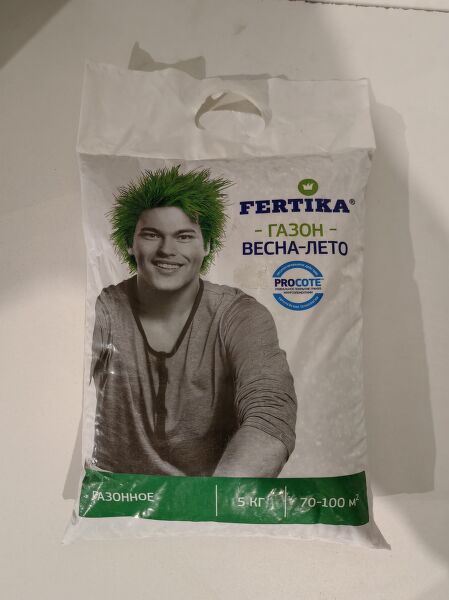 FERTIKA®
- ГАЗОН -
ВЕСНА-ЛЕТО
PROCOTE
ГАЗОННОЕ
5 КГ
70-100 м²